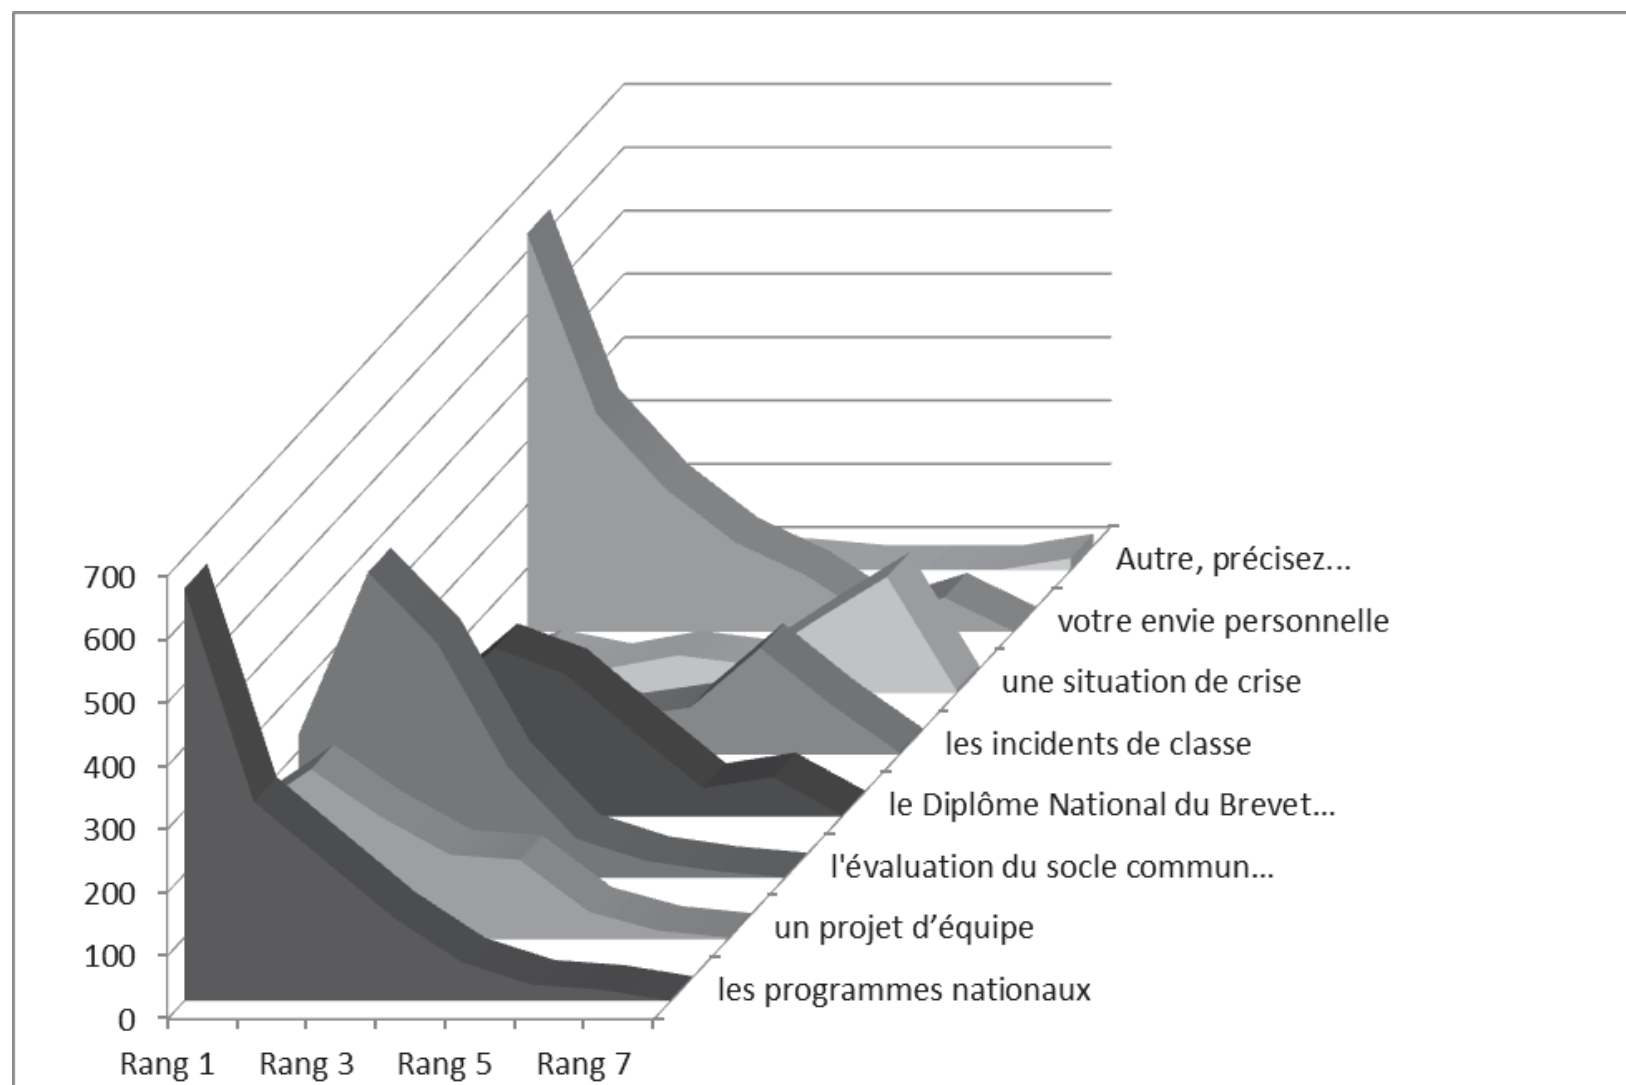 700
600
500
400
300
200
100
0
Rang 1
Rang 3
Rang 5
Rang 7
Autre, précisez...
votre envie personnelle
une situation de crise
les incidents de classe
le Diplôme National du Brevet...
l'évaluation du socle commun...
un projet d’équipe
les programmes nationaux